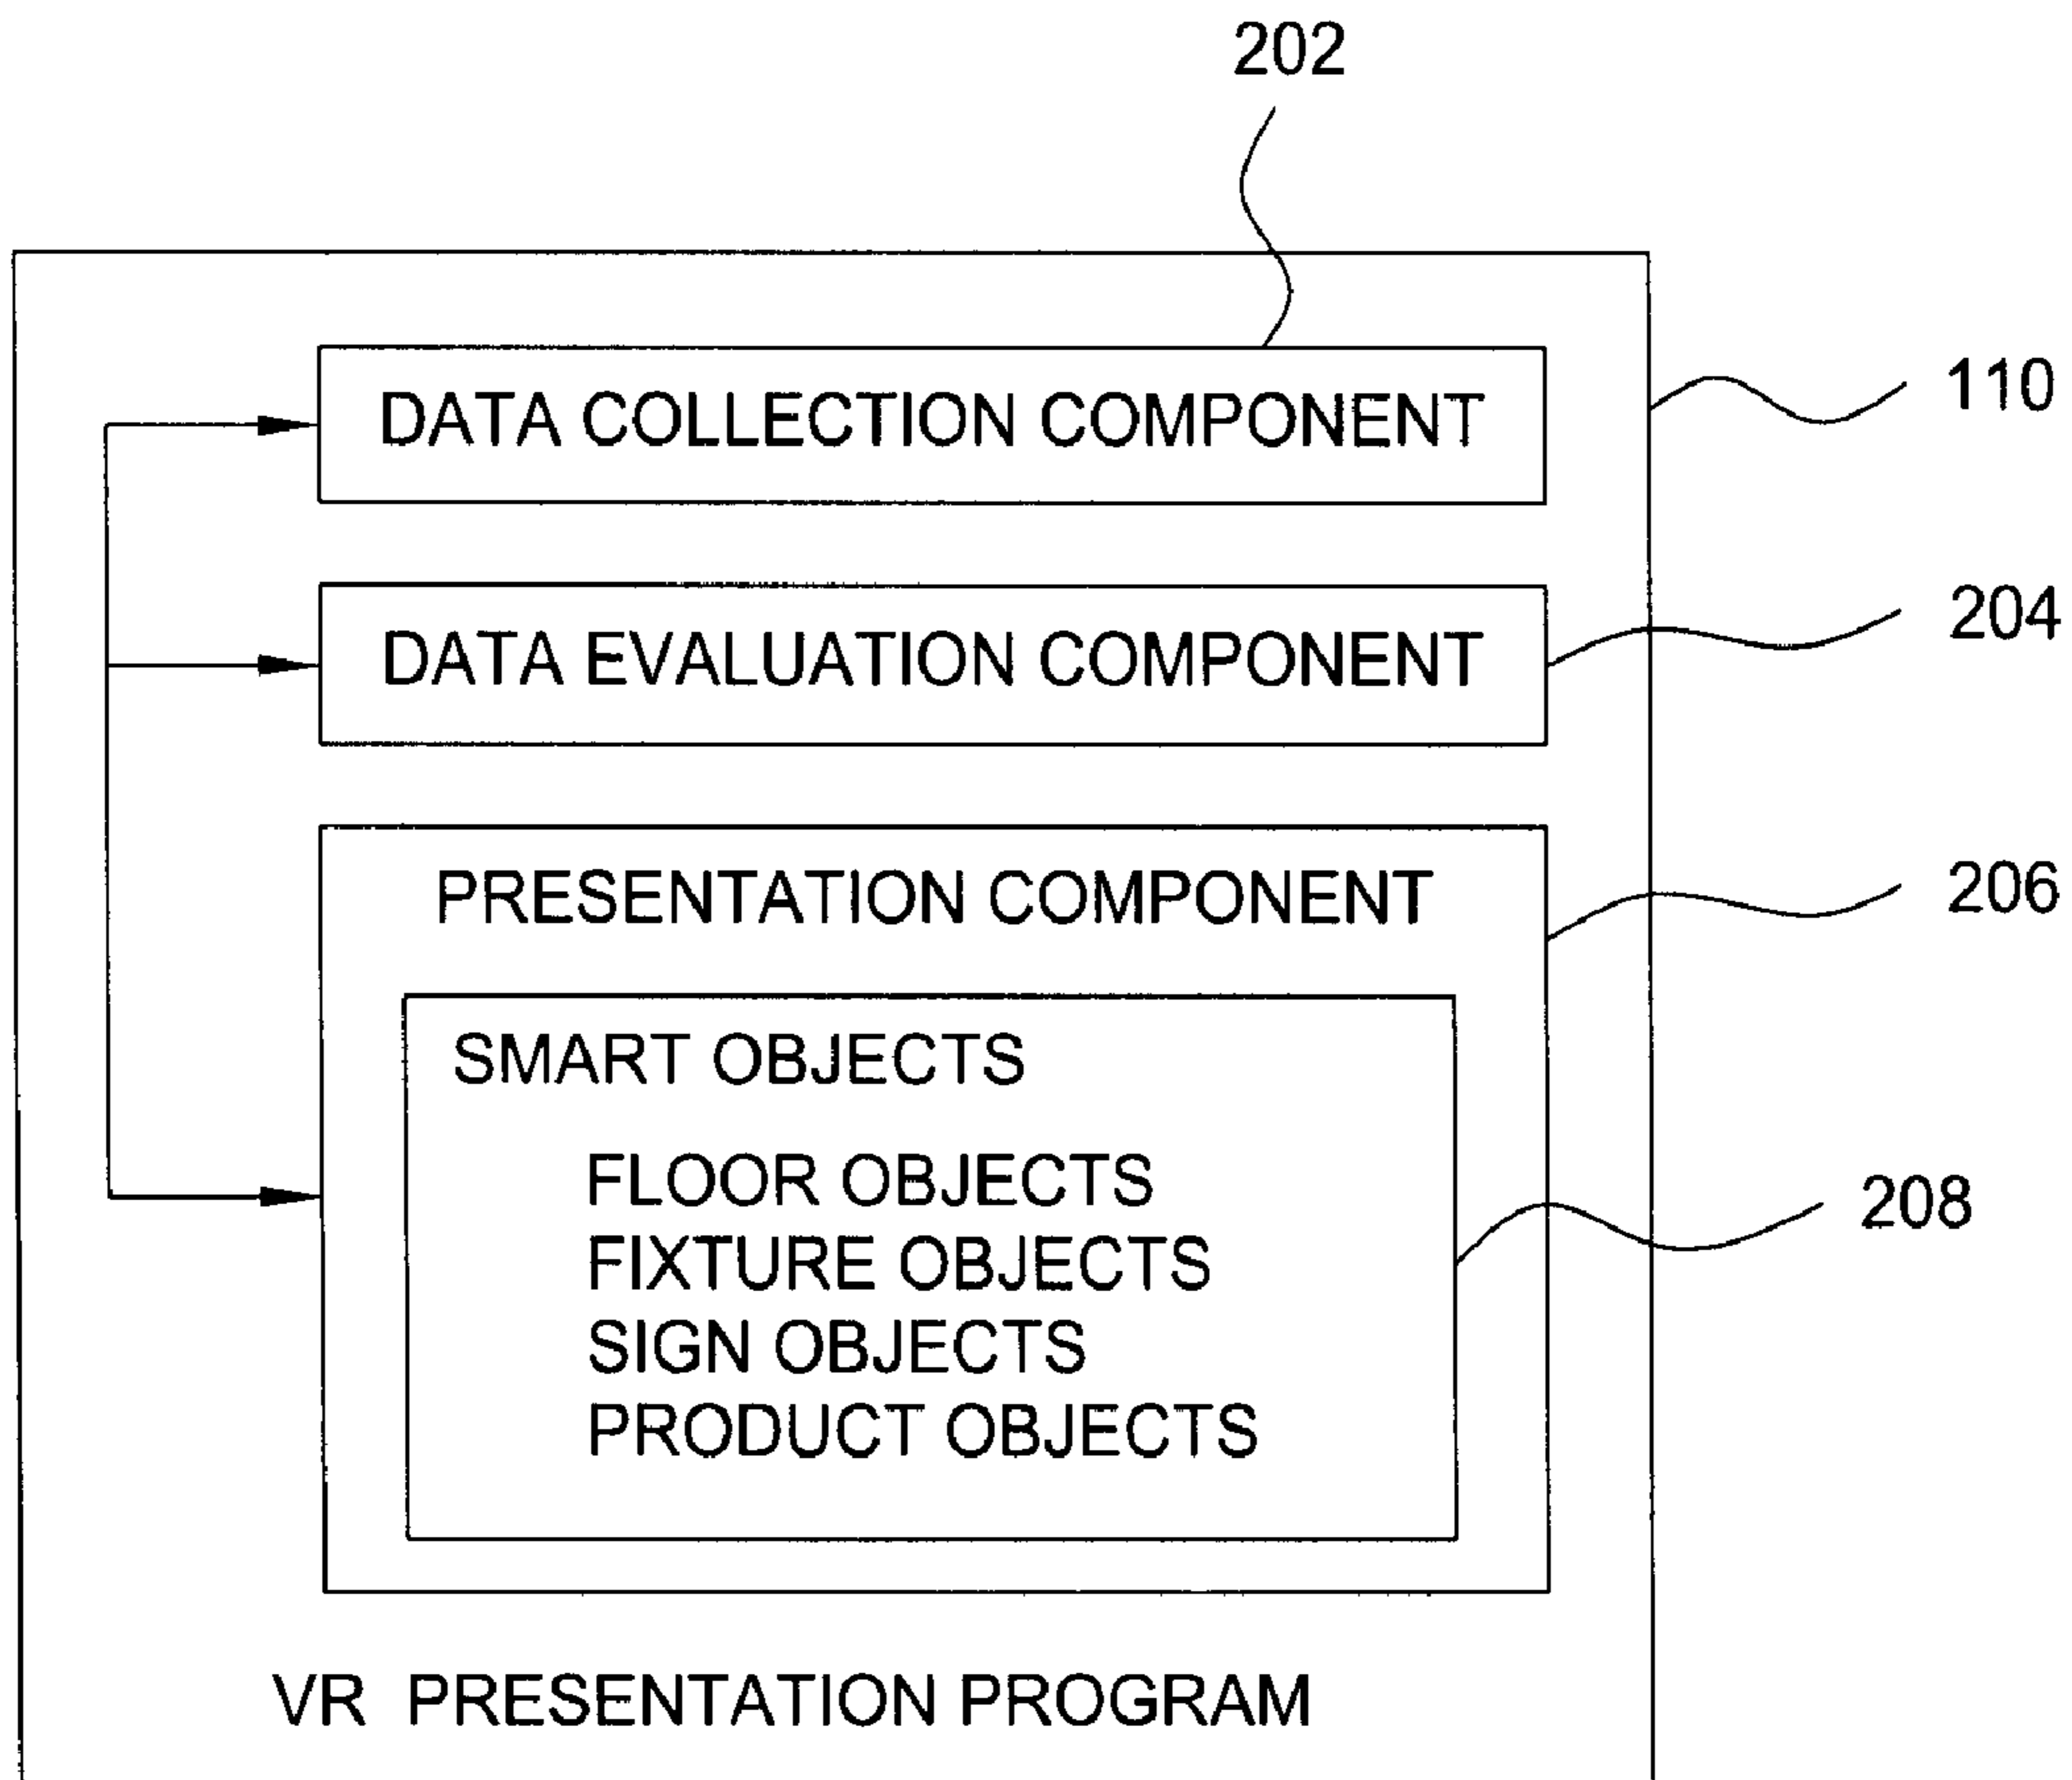 202
110
DATA COLLECTION COMPONENT
204
DATA EVALUATION COMPONENT
206
PRESENTATION COMPONENT
SMART OBJECTS
208
FLOOR OBJECTS
FIXTURE OBJECTS
SIGN OBJECTS
PRODUCT OBJECTS
VR PRESENTATION PROGRAM